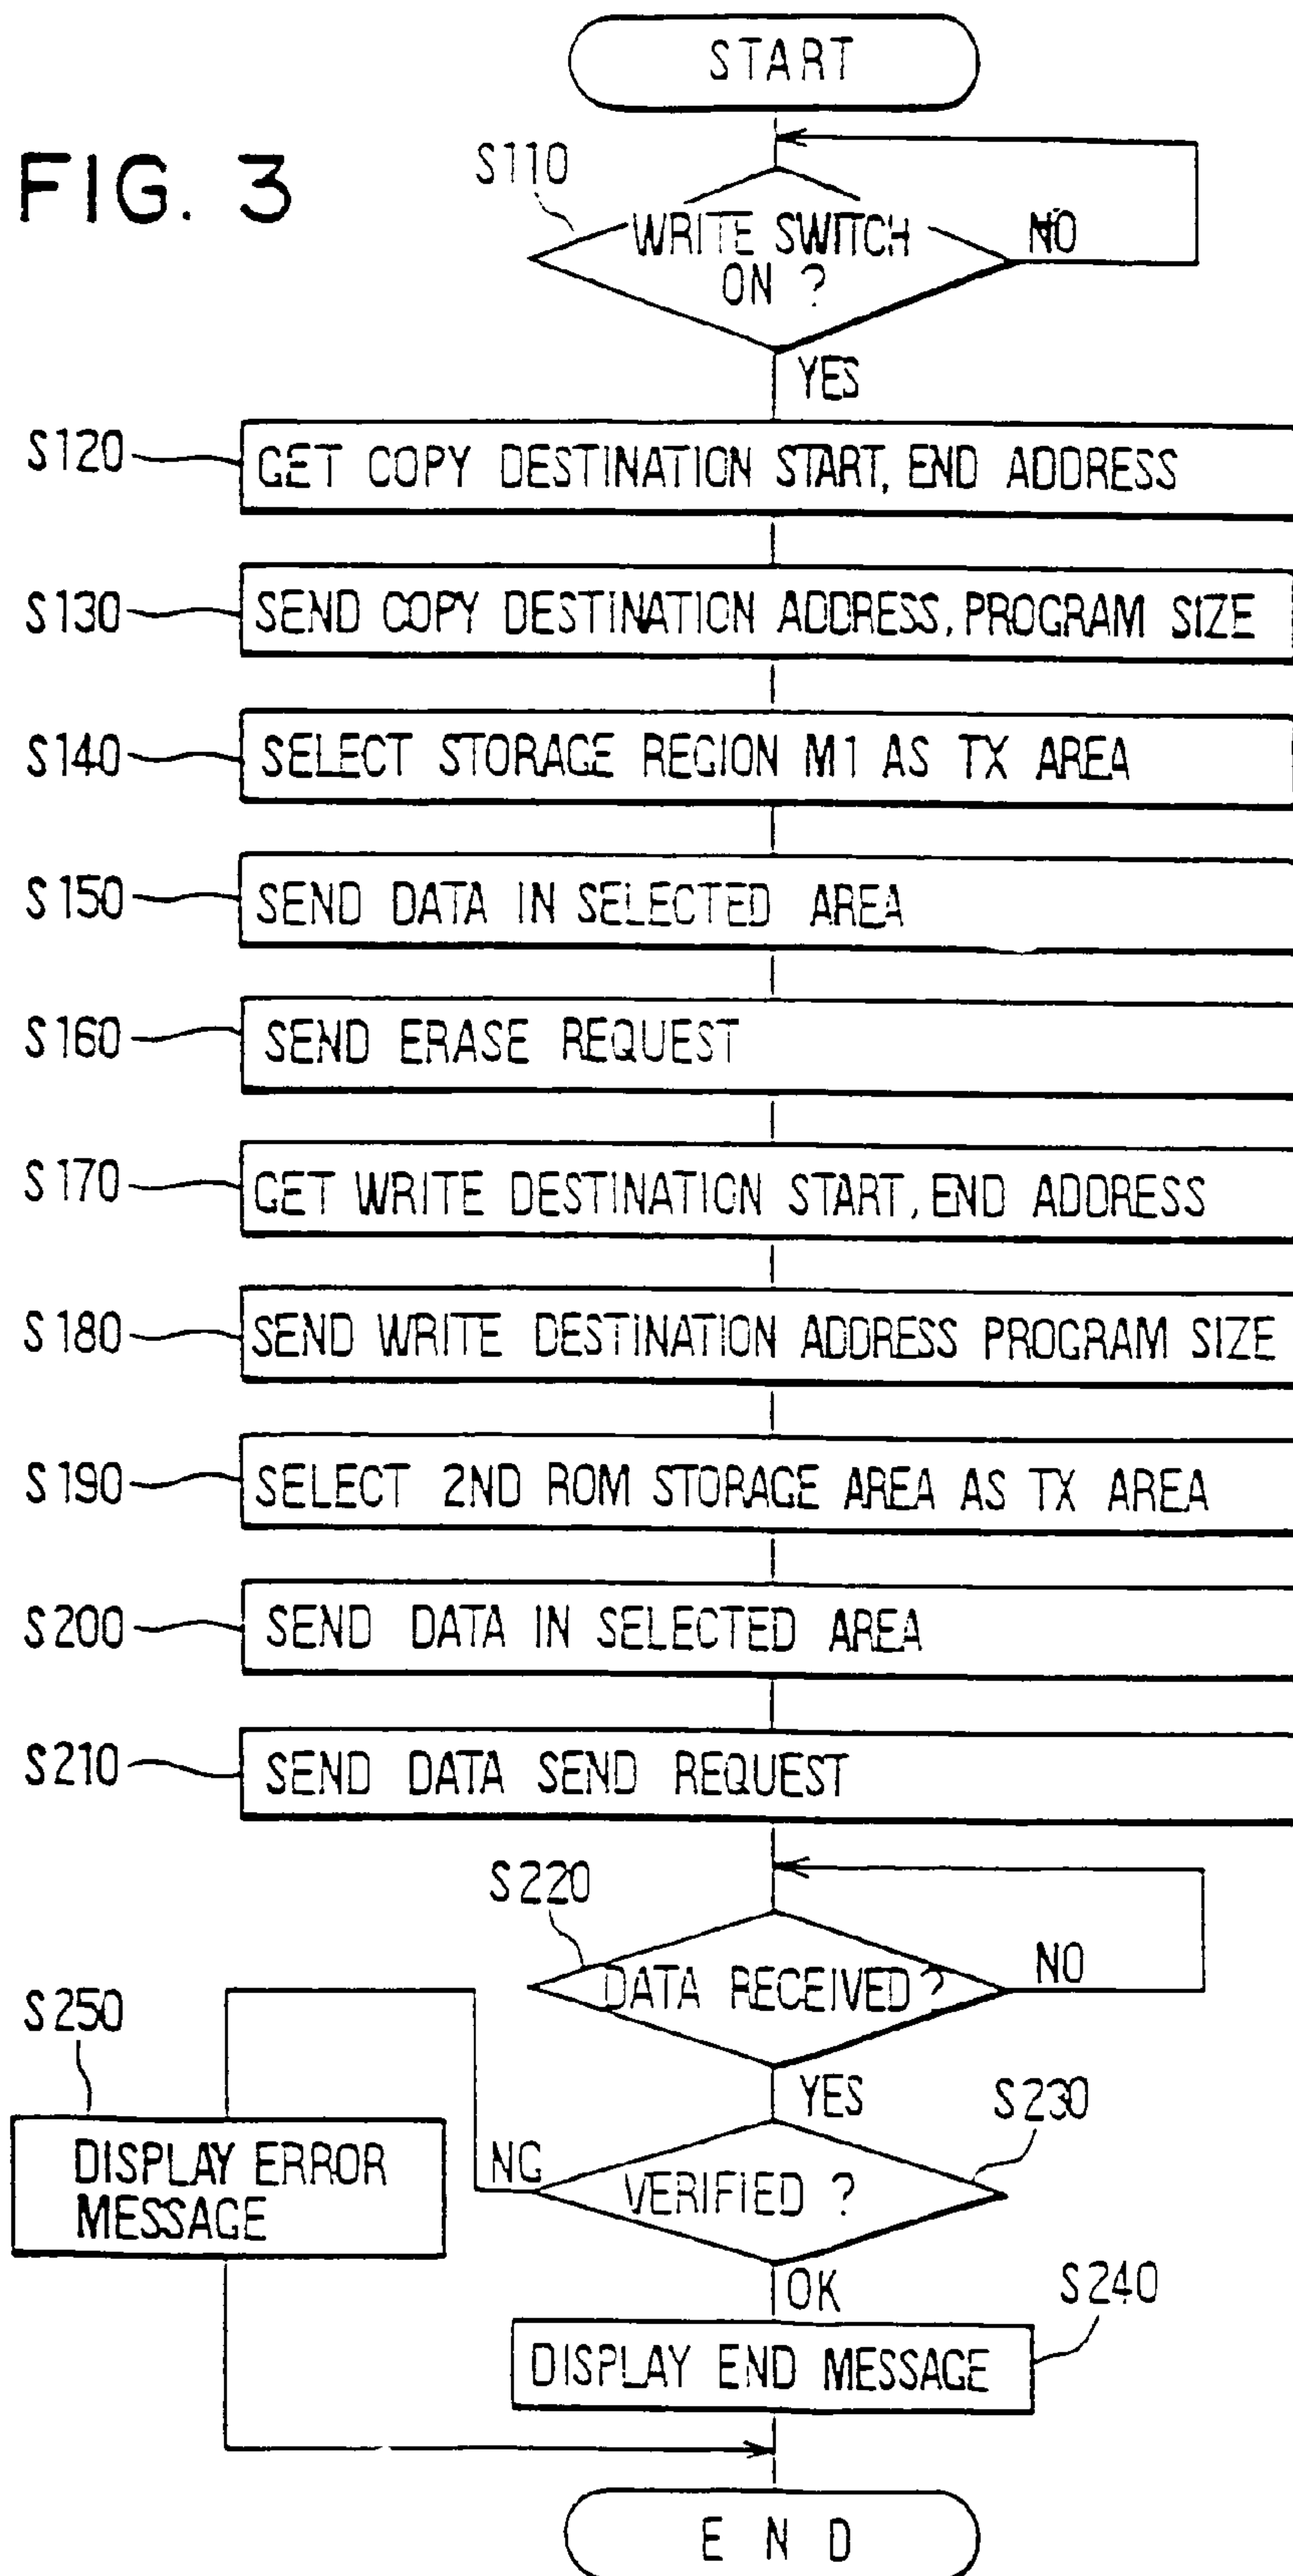 START
FIG. 3
S110
WRITE SWITCH
ON ?
NO
YES
S120
GET COPY DESTINATION START, END ADDRESS
S130
SEND COPY DESTINATION ADDRESS, PROGRAM SIZE
S140
SELECT STORAGE REGION M1 AS TX AREA
S150
SEND DATA IN SELECTED AREA
S160
SEND ERASE REQUEST
S170
GET WRITE DESTINATION START, END ADDRESS
S180
SEND WRITE DESTINATION ADDRESS PROGRAM SIZE
S190
SELECT 2ND ROM STORAGE AREA AS TX AREA
S200
SEND DATA IN SELECTED AREA
S210
SEND DATA SEND REQUEST
S220
DATA RECEIVED ?
NO
YES
S250
DISPLAY ERROR
MESSAGE
S230
NG
VERIFIED ?
OK
S240
DISPLAY END MESSAGE
END